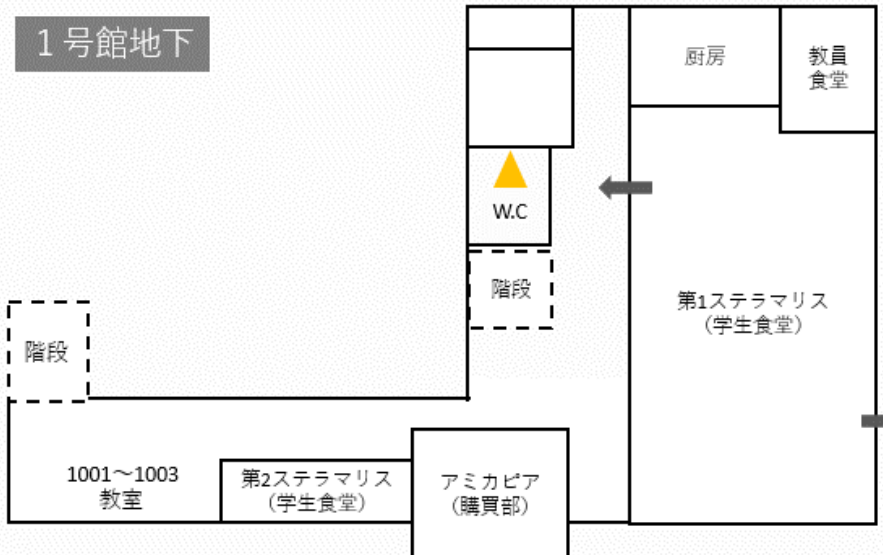 1号館地下
厨房
教員
食堂
W.C
階段
第1ステラマリス
(学生食堂)
階段
1001～1003
教室
第2ステラマリス
(学生食堂)
アミカピア
(購買部)